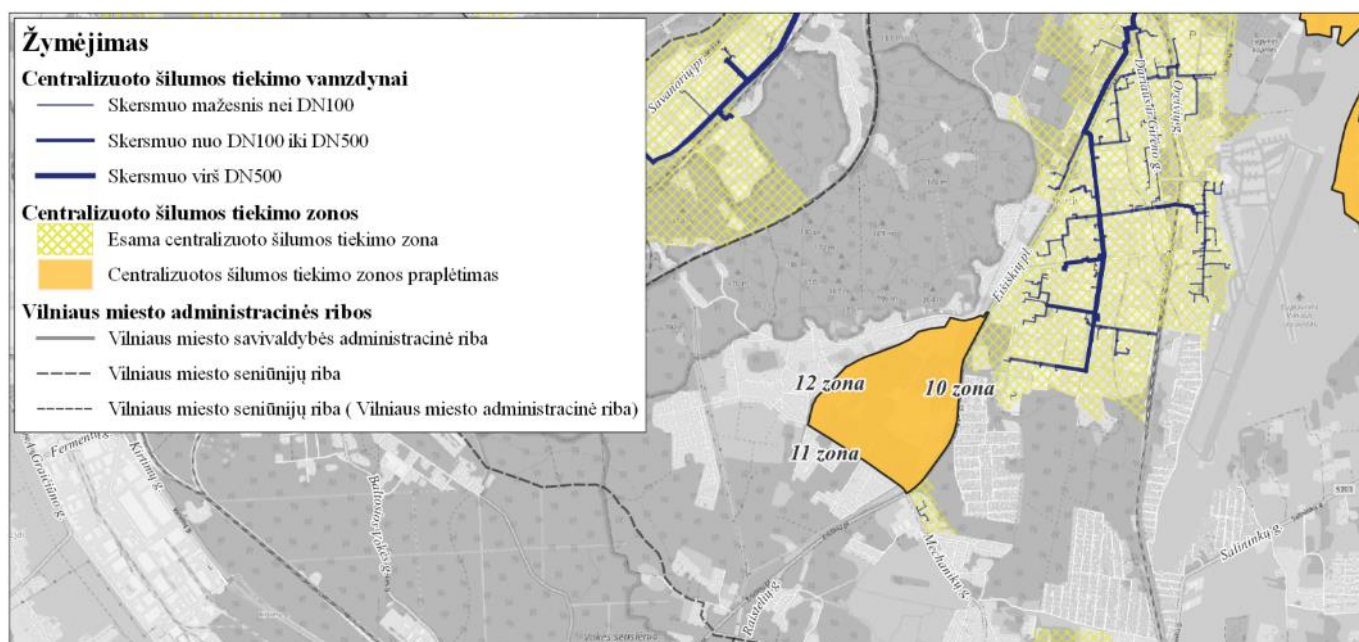 Žymėjimas
Centralizuoto šilumos tiekimo vamzdynai
Skersmuo mažesnis nei DN100
Skersmuo nuo DN100 iki DN500
Skersmuo virš DN500
Centralizuoto šilumos tiekimo zonos
Esama centralizuoto šilumos tiekimo zona
Centralizuotos šilumos tiekimo zonos praplėtimas
Vilniaus miesto administracinės ribos
Vilniaus miesto savivaldybės administracinė riba
Vilniaus miesto seniūnijų riba
Vilniaus miesto seniūnijų riba ( Vilniaus miesto administracinė riba)
Savanorių pr.
Dariaus ir Girėno g.
Eišiškių pl.
12 zona
10 zona
11 zona
Fermentų g.
Kirtimų g.
Baltosios Vokės g.
Mechanikų g.
Raistelių g.
Salininkų g.